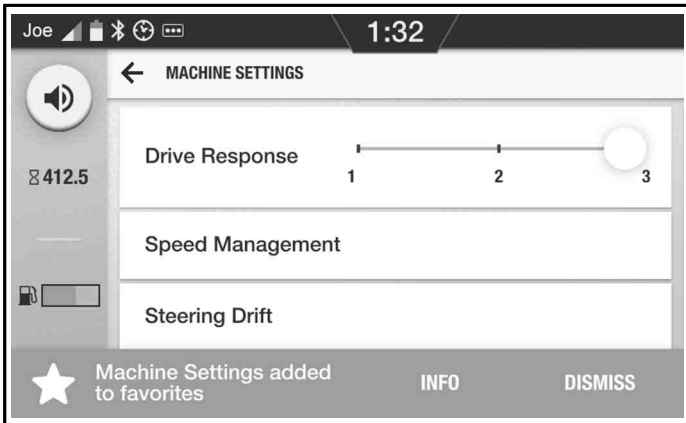 Joe
1:32
MACHINE SETTINGS
412.5
Drive Response
1 2 3
Speed Management
Steering Drift
Machine Settings added
to favorites
INFO DISMISS